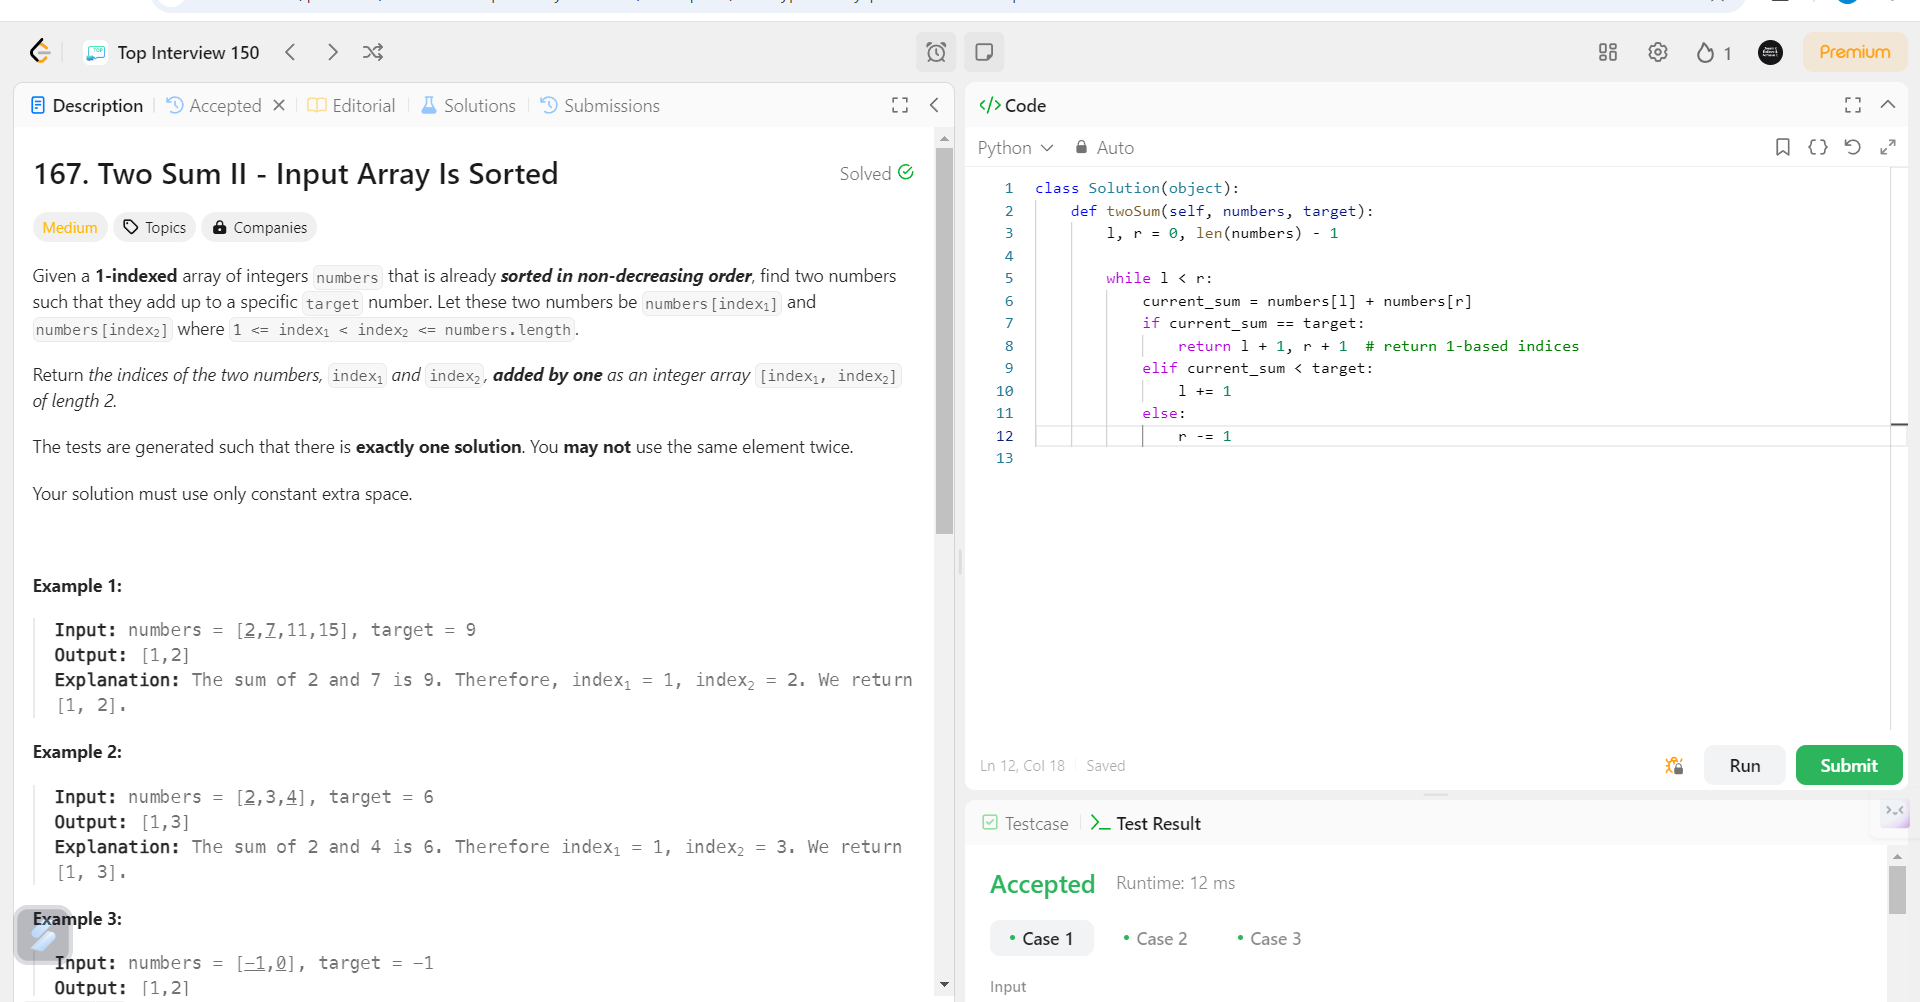 Top Interview 150
1
Premium
Description
Accepted
Editorial
Solutions
Submissions
167. Two Sum II - Input Array Is Sorted
Solved
Medium
Topics
Companies
Given a 1-indexed array of integers numbers that is already sorted in non-decreasing order, find two numbers
such that they add up to a specific target number. Let these two numbers be numbers[index₁] and
numbers[index₂] where 1 <= index₁ < index₂ <= numbers.length.
Return the indices of the two numbers, index₁ and index₂, added by one as an integer array [index₁, index₂]
of length 2.
The tests are generated such that there is exactly one solution. You may not use the same element twice.
Your solution must use only constant extra space.
Example 1:
Input: numbers = [2,7,11,15], target = 9
Output: [1,2]
Explanation: The sum of 2 and 7 is 9. Therefore, index₁ = 1, index₂ = 2. We return
[1, 2].
Example 2:
Input: numbers = [2,3,4], target = 6
Output: [1,3]
Explanation: The sum of 2 and 4 is 6. Therefore index₁ = 1, index₂ = 3. We return
[1, 3].
Example 3:
Input: numbers = [-1,0], target = -1
Output: [1,2]
</> Code
Python
Auto
1 class Solution(object):
2     def twoSum(self, numbers, target):
3         l, r = 0, len(numbers) - 1
4
5         while l < r:
6             current_sum = numbers[l] + numbers[r]
7             if current_sum == target:
8                 return l + 1, r + 1  # return 1-based indices
9             elif current_sum < target:
10                 l += 1
11             else:
12                 r -= 1
13
Ln 12, Col 18
Saved
Run
Submit
Testcase
Test Result
Accepted
Runtime: 12 ms
Case 1
Case 2
Case 3
Input